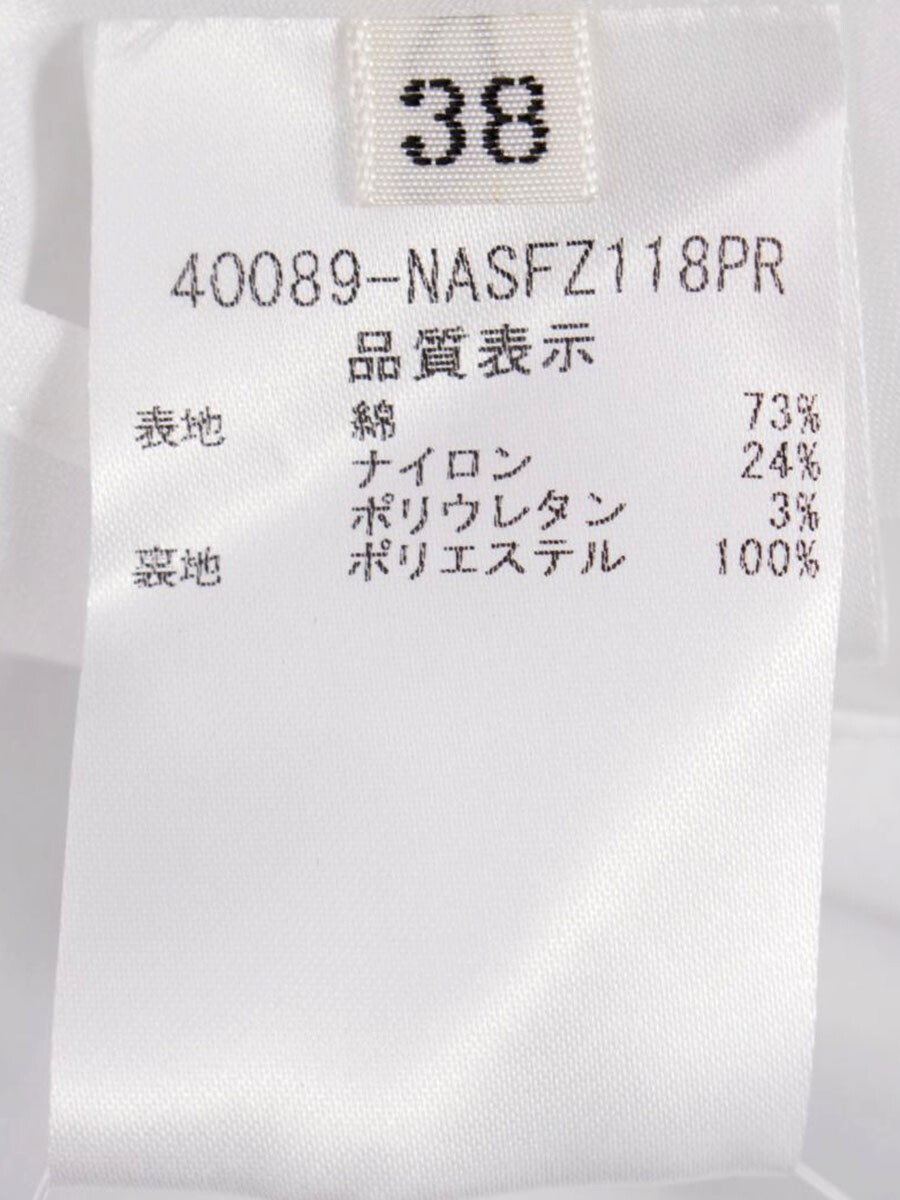 38
40089-NASFZ118PR
品質表示
表地 綿 73%
ナイロン 24%
ポリウレタン 3%
裏地 ポリエステル 100%